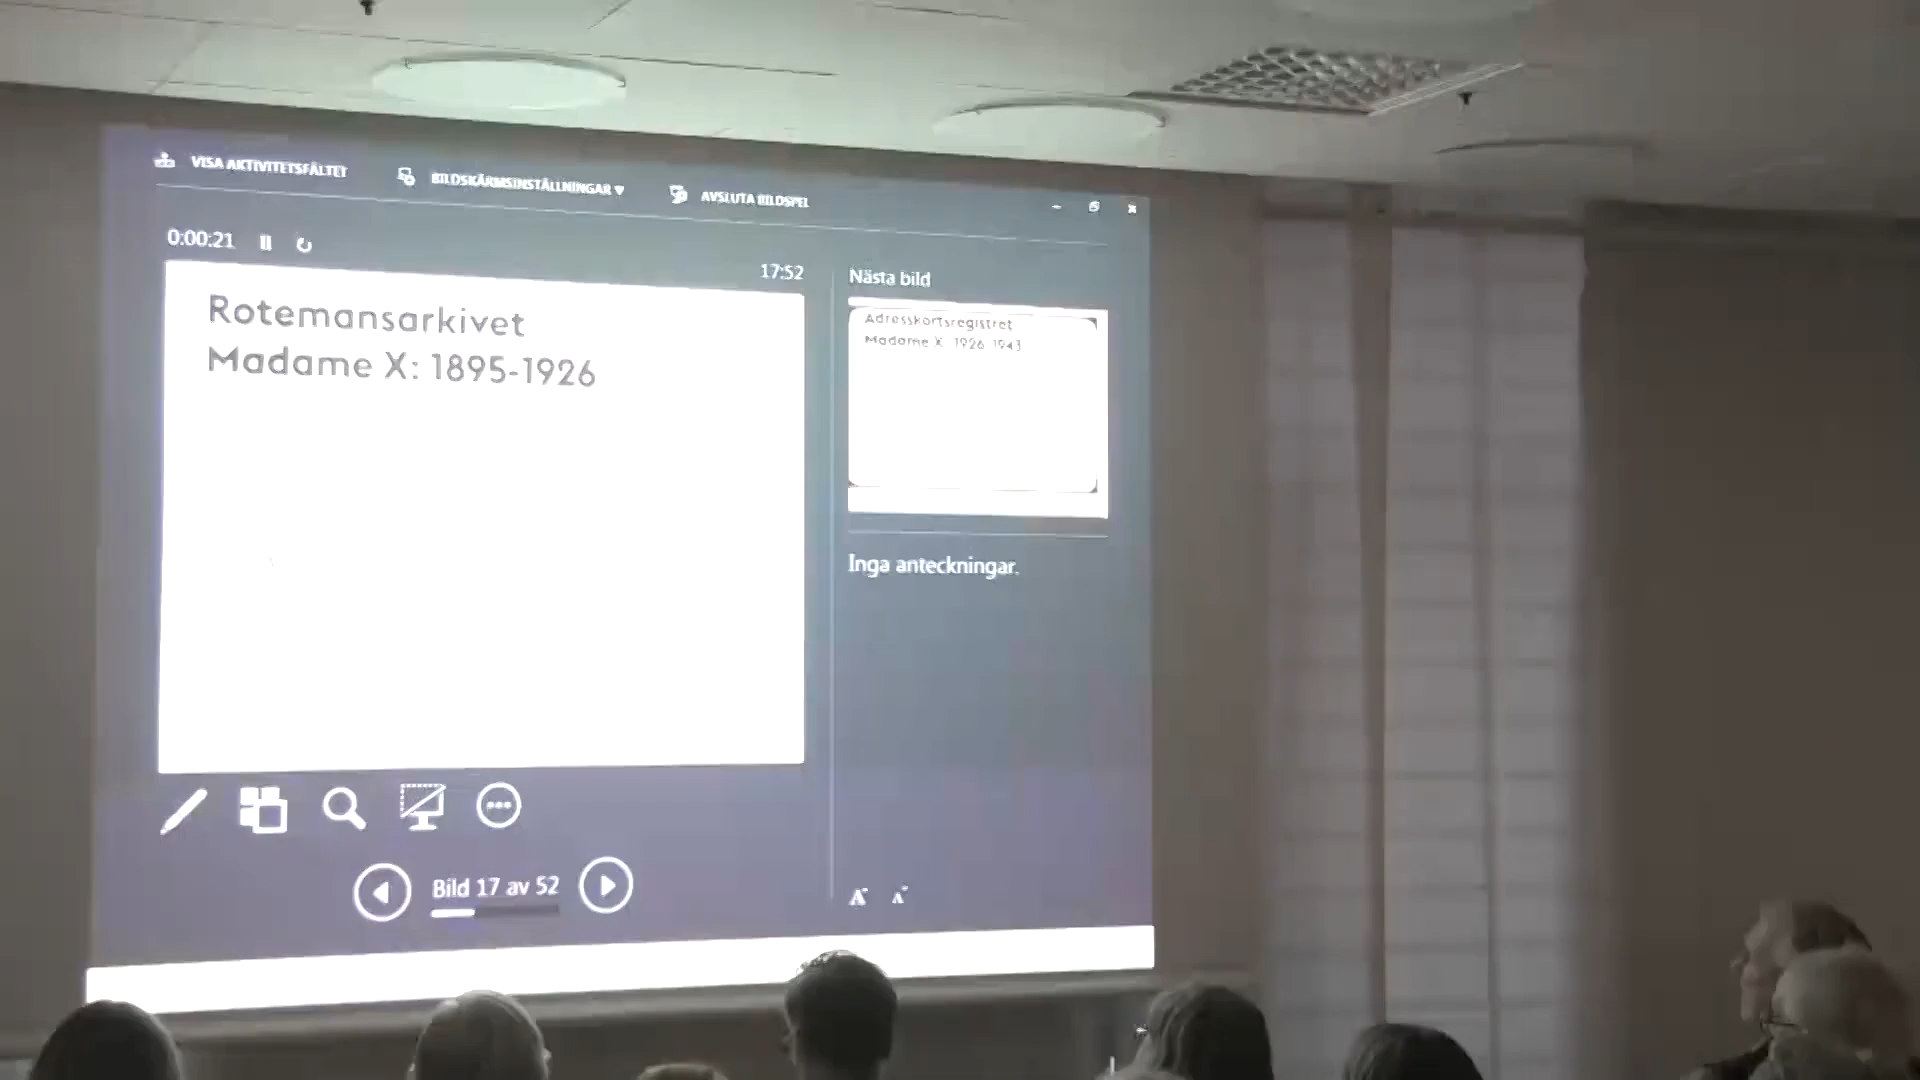 VISA AKTIVITETSFÄLTET
BILDSKÄRMSINSTÄLLNINGAR ▼
AVSLUTA BILDSPEL
0:00:21
17:52
Rotemansarkivet
Madame X: 1895-1926
Nästa bild
Adresskortsregistret
Madame X: 1926-1943
Inga anteckningar.
Bild 17 av 52
A A